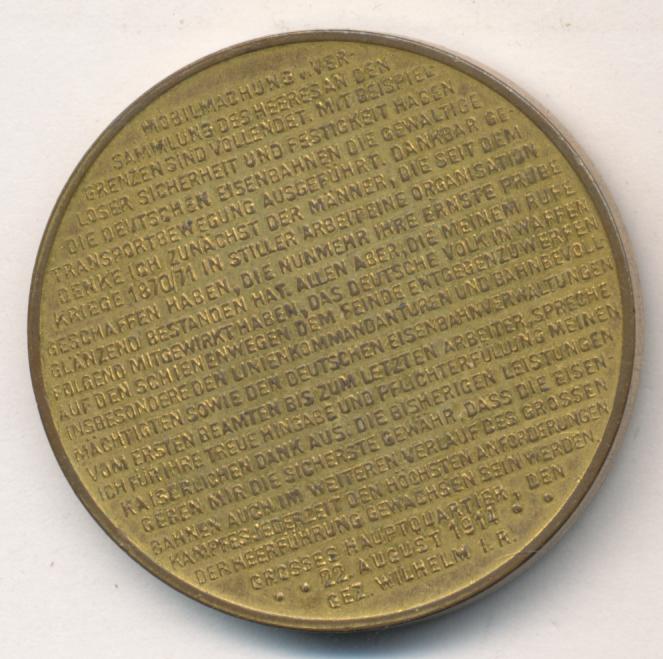 MOBILMACHUNG U. VER-
SAMMLUNG DES HEERES AN DEN
GRENZEN SIND VOLLENDET. MIT BEISPIEL
LOSER SICHERHEIT UND FESTIGKEIT HABEN
DIE DEUTSCHEN EISENBAHNEN DIE GEWALTIGE
TRANSPORTBEWEGUNG AUSGEFÜHRT. DANKBAR GE-
DENKE ICH ZUNÄCHST DER MÄNNER, DIE SEIT DEM
KRIEGE 1870/71 IN STILLER ARBEIT EINE ORGANISATION
GESCHAFFEN HABEN, DIE NUNMEHR IHRE ERNSTE PROBE
GLÄNZEND BESTANDEN HAT. ALLEN ABER, DIE MEINEM RUFE
FOLGEND MITGEWIRKT HABEN, DAS DEUTSCHE VOLK IN WAFFEN
AUF DEN SCHIENENWEGEN DEM FEINDE ENTGEGENZUWERFEN
INSBESONDERE DEN LINIENKOMMANDANTUREN UND BAHNBEVOLL-
MÄCHTIGTEN SOWIE DEN DEUTSCHEN EISENBAHNVERWALTUNGEN
VOM ERSTEN BEAMTEN BIS ZUM LETZTEN ARBEITER, SPRECHE
ICH FÜR IHRE TREUE HINGABE UND PFLICHTERFÜLLUNG MEINEN
KAISERLICHEN DANK AUS. DIE BISHERIGEN LEISTUNGEN
GEBEN MIR DIE SICHERSTE GEWÄHR, DASS DIE EISEN-
BAHNEN AUCH IM WEITEREN VERLAUF DES GROSSEN
KAMPFES JEDERZEIT DEN HÖCHSTEN ANFORDERUNGEN
DER HEERFÜHRUNG GEWACHSEN SEIN WERDEN.
GROSSES HAUPTQUARTIER, DEN
22. AUGUST 1914
GEZ. WILHELM I. R.